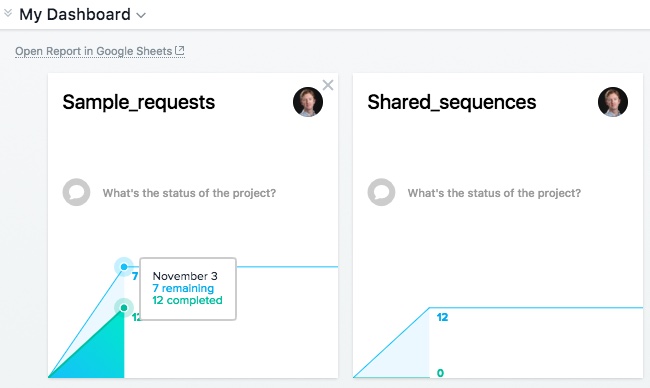 My Dashboard
Open Report in Google Sheets
Sample_requests
What's the status of the project?
7
12
November 3
7 remaining
12 completed
Shared_sequences
What's the status of the project?
12
0